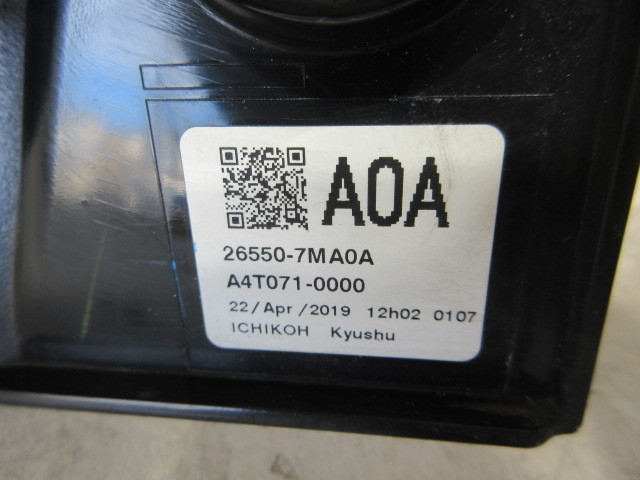 A0A
26550-7MA0A
A4T071-0000
22/Apr/2019 12h02 0107
ICHIKOH Kyushu